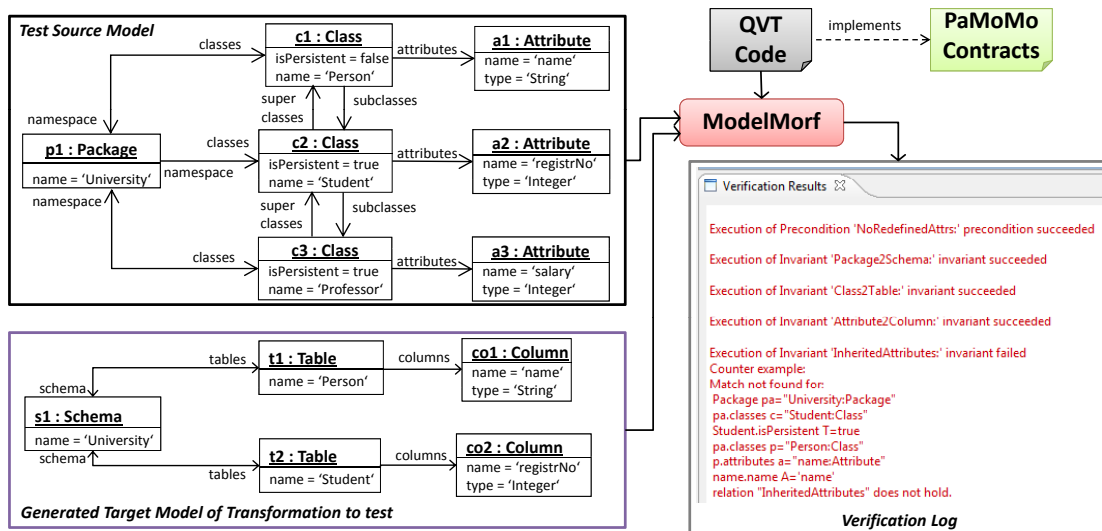 Test Source Model
c1 : Class
isPersistent = false
name = ‘Person‘
classes
attributes
a1 : Attribute
name = ‘name‘
type = ‘String‘
super
classes
subclasses
namespace
p1 : Package
name = ‘University‘
namespace
classes
namespace
c2 : Class
isPersistent = true
name = ‘Student‘
attributes
a2 : Attribute
name = ‘registrNo‘
type = ‘Integer‘
super
classes
subclasses
classes
c3 : Class
isPersistent = true
name = ‘Professor‘
attributes
a3 : Attribute
name = ‘salary‘
type = ‘Integer‘
QVT
Code
implements
PaMoMo
Contracts
ModelMorf
Verification Results
Execution of Precondition 'NoRedefinedAttrs:' precondition succeeded
Execution of Invariant 'Package2Schema:' invariant succeeded
Execution of Invariant 'Class2Table:' invariant succeeded
Execution of Invariant 'Attribute2Column:' invariant succeeded
Execution of Invariant 'InheritedAttributes:' invariant failed
Counter example:
Match not found for:
Package pa="University:Package"
pa.classes c="Student:Class"
Student.isPersistent T=true
pa.classes p="Person:Class"
p.attributes a="name:Attribute"
name.name A='name'
relation "InheritedAttributes" does not hold.
Verification Log
tables
t1 : Table
name = ‘Person‘
columns
co1 : Column
name = ‘name‘
type = ‘String‘
schema
s1 : Schema
name = ‘University‘
schema
tables
t2 : Table
name = ‘Student‘
columns
co2 : Column
name = ‘registrNo‘
type = ‘Integer‘
Generated Target Model of Transformation to test